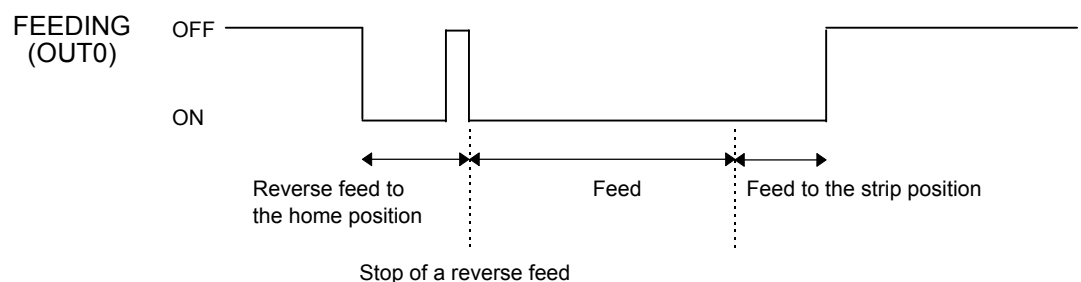 FEEDING
(OUT0)
OFF
ON
Reverse feed to
the home position
Feed
Feed to the strip position
Stop of a reverse feed